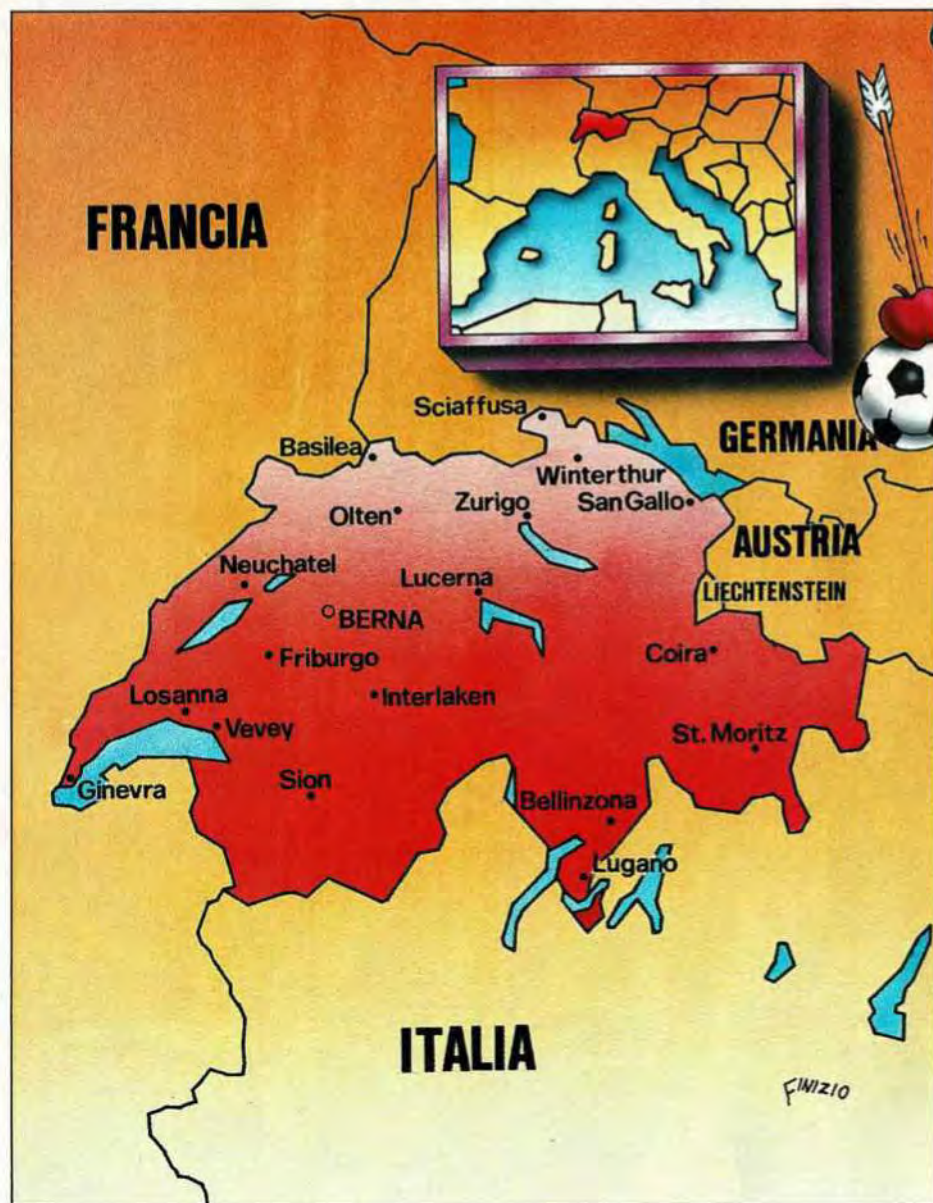 FRANCIA
Sciaffusa
GERMANIA
Basilea
Winterthur
Olten
Zurigo
San Gallo
AUSTRIA
Neuchatel
Lucerna
LIECHTENSTEIN
BERNA
Friburgo
Coira
Losanna
Interlaken
Vevey
St. Moritz
Ginevra
Sion
Bellinzona
Lugano
ITALIA
FINIZIO